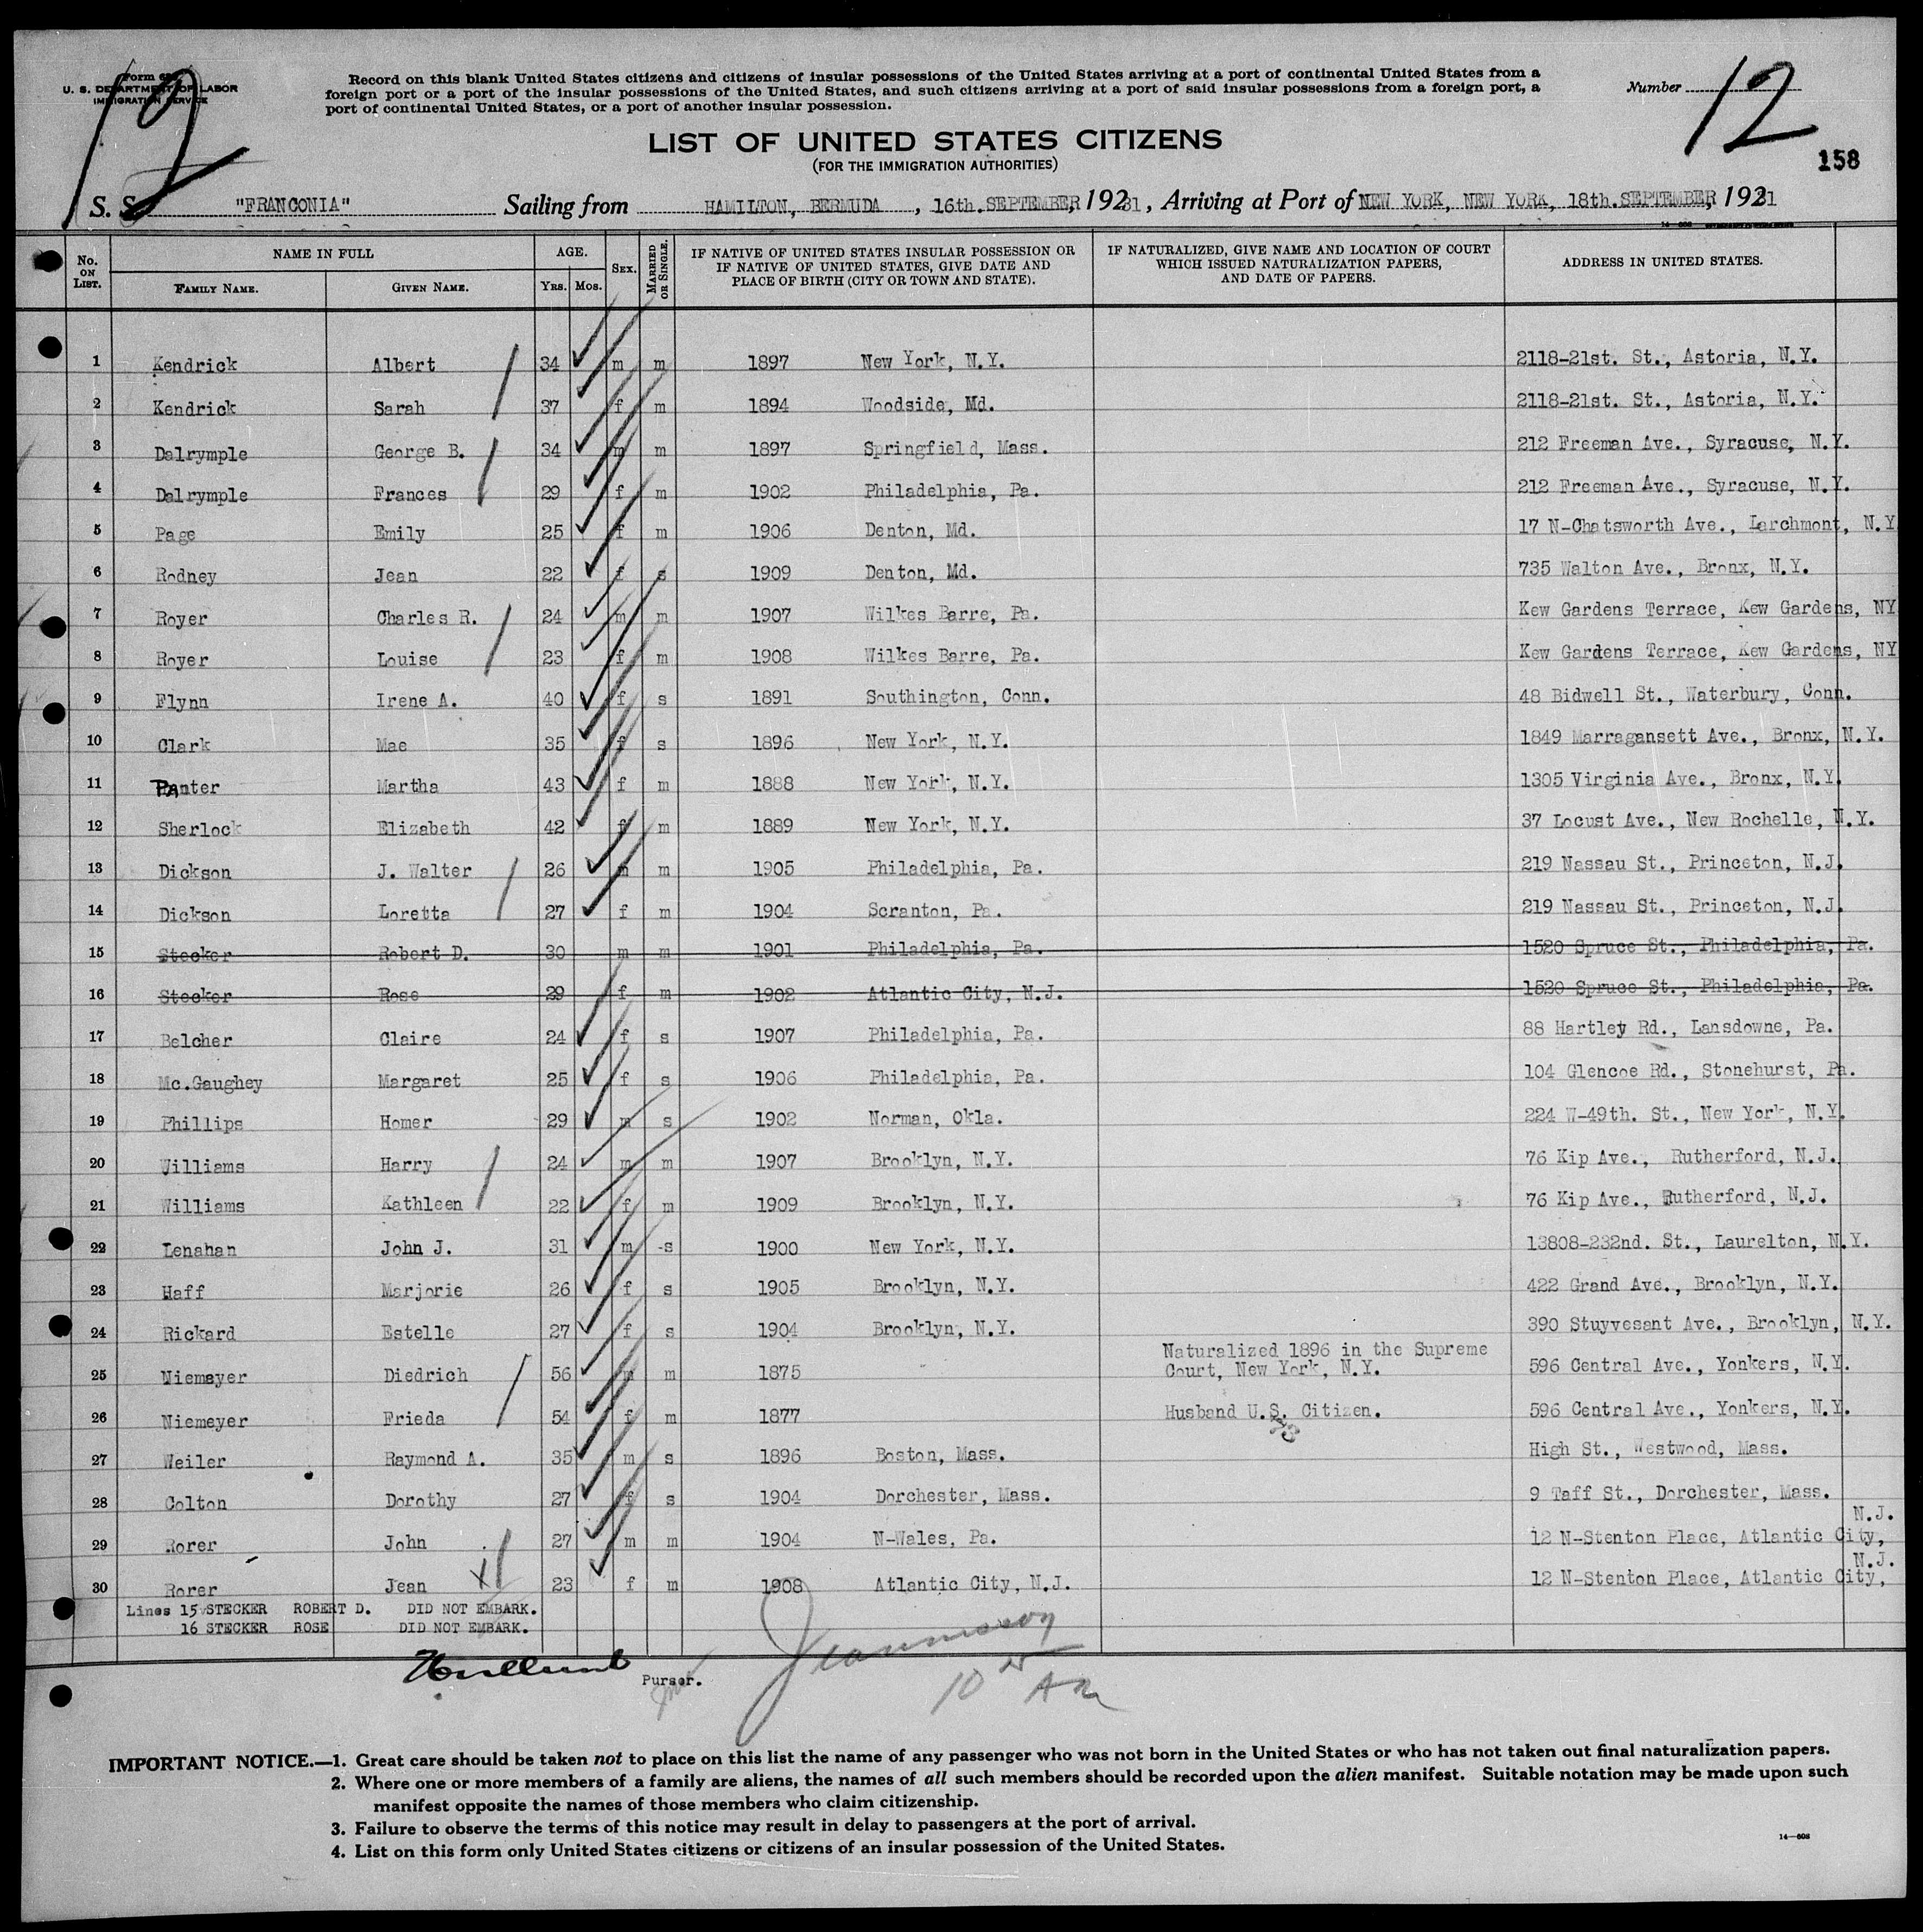 Form 6
U. S. DEPARTMENT OF LABOR
IMMIGRATION SERVICE
12
Record on this blank United States citizens and citizens of insular possessions of the United States arriving at a port of continental United States from a
foreign port or a port of the insular possessions of the United States, and such citizens arriving at a port of said insular possessions from a foreign port, a
port of continental United States, or a port of another insular possession.
Number 12
LIST OF UNITED STATES CITIZENS
(FOR THE IMMIGRATION AUTHORITIES)
158
S. S. "FRANCONIA" Sailing from HAMILTON, BERMUDA, 16th. SEPTEMBER, 1931, Arriving at Port of NEW YORK, NEW YORK, 18th. SEPTEMBER, 1931
No. ON LIST. NAME IN FULL FAMILY NAME. GIVEN NAME. AGE. YRS. MOS. SEX. MARRIED OR SINGLE. IF NATIVE OF UNITED STATES INSULAR POSSESSION OR IF NATIVE OF UNITED STATES, GIVE DATE AND PLACE OF BIRTH (CITY OR TOWN AND STATE). IF NATURALIZED, GIVE NAME AND LOCATION OF COURT WHICH ISSUED NATURALIZATION PAPERS, AND DATE OF PAPERS. ADDRESS IN UNITED STATES.
1 Kendrick Albert 34 m m 1897 New York, N.Y. 2118-21st. St., Astoria, N.Y.
2 Kendrick Sarah 37 f m 1894 Woodside, Md. 2118-21st. St., Astoria, N.Y.
3 Dalrymple George B. 34 m m 1897 Springfield, Mass. 212 Freeman Ave., Syracuse, N.Y.
4 Dalrymple Frances 29 f m 1902 Philadelphia, Pa. 212 Freeman Ave., Syracuse, N.Y.
5 Page Emily 25 f m 1906 Denton, Md. 17 N-Chatsworth Ave., Larchmont, N.Y
6 Rodney Jean 22 f s 1909 Denton, Md. 735 Walton Ave., Bronx, N.Y.
7 Royer Charles R. 24 m m 1907 Wilkes Barre, Pa. Kew Gardens Terrace, Kew Gardens, NY
8 Royer Louise 23 f m 1908 Wilkes Barre, Pa. Kew Gardens Terrace, Kew Gardens, NY
9 Flynn Irene A. 40 f s 1891 Southington, Conn. 48 Bidwell St., Waterbury, Conn.
10 Clark Mae 35 f s 1896 New York, N.Y. 1849 Marragansett Ave., Bronx, N.Y.
11 PAnter Martha 43 f m 1888 New York, N.Y. 1305 Virginia Ave., Bronx, N.Y.
12 Sherlock Elizabeth 42 f m 1889 New York, N.Y. 37 Locust Ave., New Rochelle, N.Y.
13 Dickson J. Walter 26 m m 1905 Philadelphia, Pa. 219 Nassau St., Princeton, N.J.
14 Dickson Loretta 27 f m 1904 Scranton, Pa. 219 Nassau St., Princeton, N.J.
15 Stecker Robert D. 30 m m 1901 Philadelphia, Pa. 1520 Spruce St., Philadelphia, Pa.
16 Stecker Rose 29 f m 1902 Atlantic City, N.J. 1520 Spruce St., Philadelphia, Pa.
17 Belcher Claire 24 f s 1907 Philadelphia, Pa. 88 Hartley Rd., Lansdowne, Pa.
18 Mc.Gaughey Margaret 25 f s 1906 Philadelphia, Pa. 104 Glencoe Rd., Stonehurst, Pa.
19 Phillips Homer 29 m s 1902 Norman, Okla. 224 W-49th. St., New York, N.Y.
20 Williams Harry 24 m m 1907 Brooklyn, N.Y. 76 Kip Ave., Rutherford, N.J.
21 Williams Kathleen 22 f m 1909 Brooklyn, N.Y. 76 Kip Ave., Rutherford, N.J.
22 Lenahan John J. 31 m -s 1900 New York, N.Y. 13808-232nd. St., Laurelton, N.Y.
23 Haff Marjorie 26 f s 1905 Brooklyn, N.Y. 422 Grand Ave., Brooklyn, N.Y.
24 Rickard Estelle 27 f s 1904 Brooklyn, N.Y. 390 Stuyvesant Ave., Brooklyn, N.Y.
25 Niemeyer Diedrich 56 m m 1875 Naturalized 1896 in the Supreme Court, New York, N.Y. 596 Central Ave., Yonkers, N.Y.
26 Niemeyer Frieda 54 f m 1877 Husband U.S. Citizen. 596 Central Ave., Yonkers, N.Y.
27 Weiler Raymond A. 35 m s 1896 Boston, Mass. High St., Westwood, Mass.
28 Colton Dorothy 27 f s 1904 Dorchester, Mass. 9 Taff St., Dorchester, Mass.
29 Rorer John 27 m m 1904 N-Wales, Pa. 12 N-Stenton Place, Atlantic City, N.J.
30 Rorer Jean 23 f m 1908 Atlantic City, N.J. 12 N-Stenton Place, Atlantic City, N.J.
Lines 15 STECKER ROBERT D. DID NOT EMBARK.
16 STECKER ROSE DID NOT EMBARK.
Purser.
10 AM
IMPORTANT NOTICE.—1. Great care should be taken not to place on this list the name of any passenger who was not born in the United States or who has not taken out final naturalization papers.
2. Where one or more members of a family are aliens, the names of all such members should be recorded upon the alien manifest. Suitable notation may be made upon such
manifest opposite the names of those members who claim citizenship.
3. Failure to observe the terms of this notice may result in delay to passengers at the port of arrival.
4. List on this form only United States citizens or citizens of an insular possession of the United States.
14—608